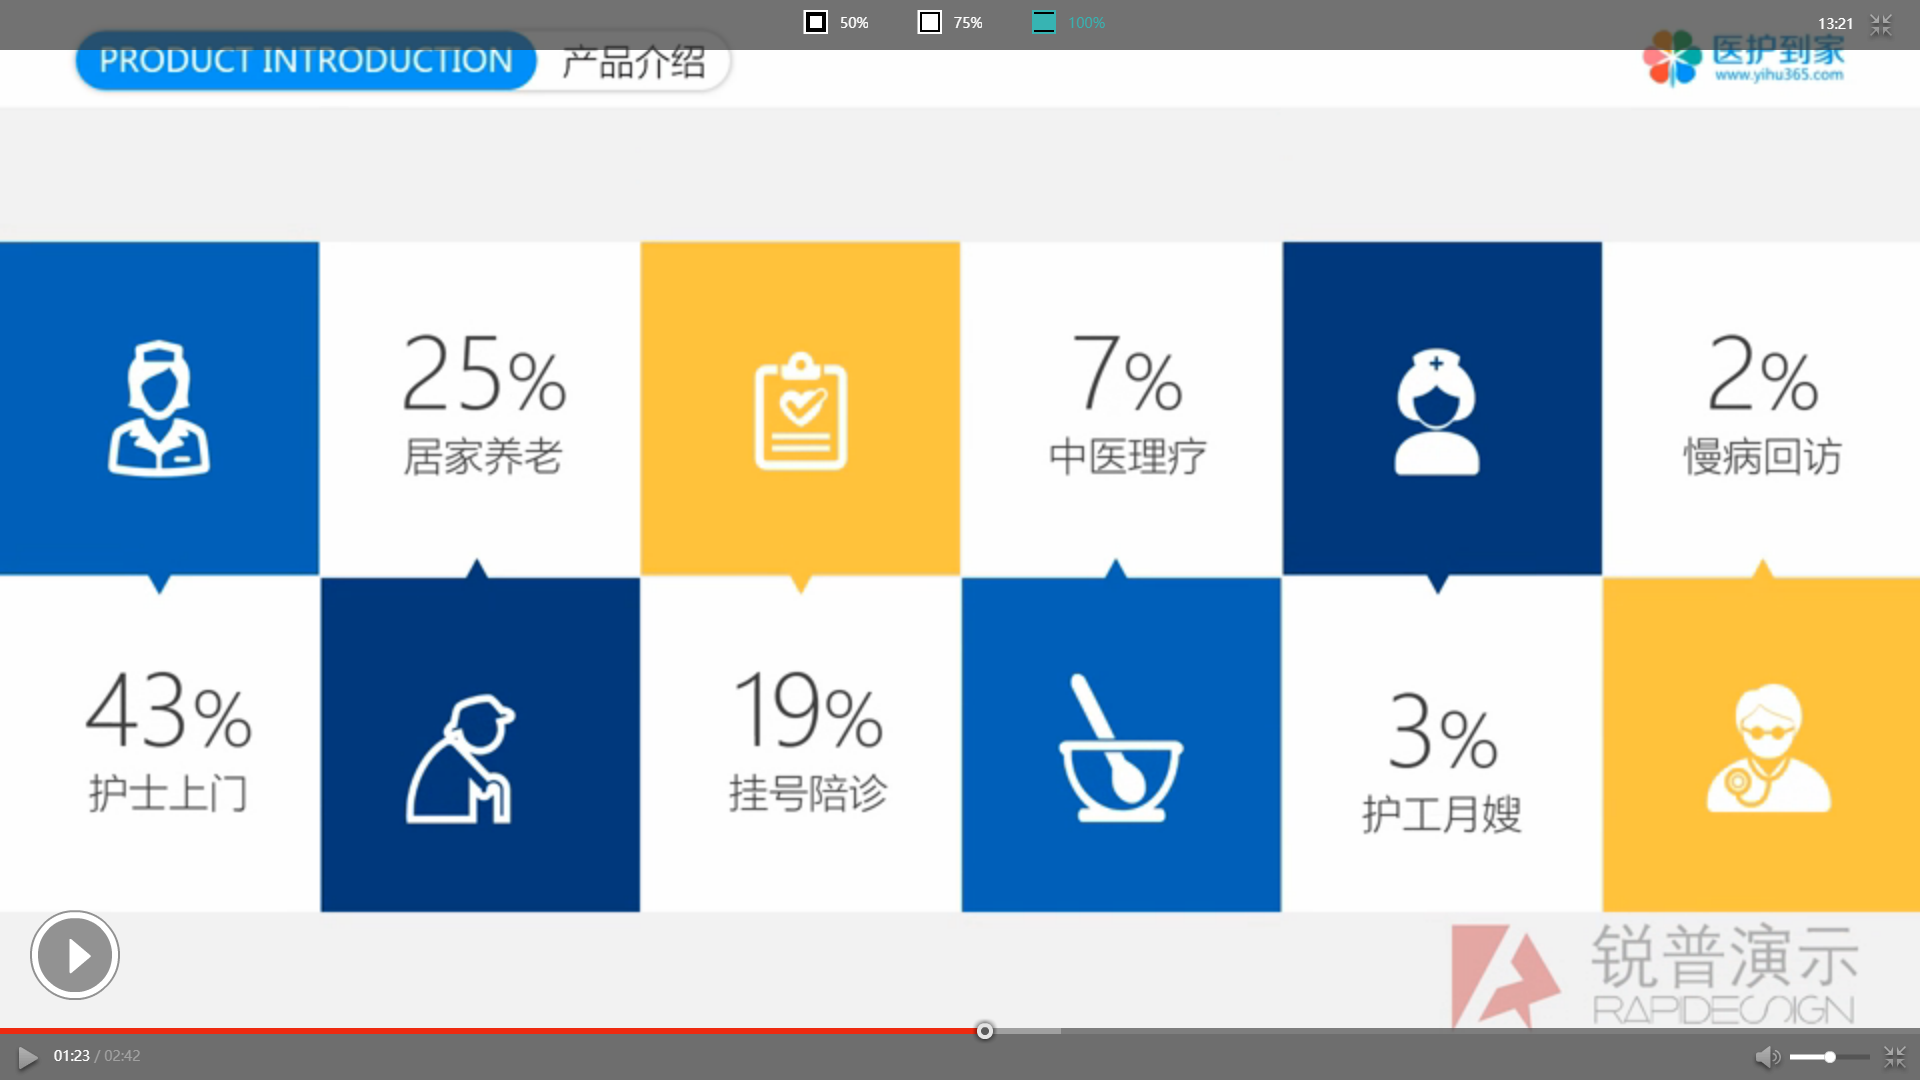 50%
75%
100%
13:21
PRODUCT INTRODUCTION
产品介绍
医护到家
www.yihu365.com
25%
居家养老
7%
中医理疗
2%
慢病回访
43%
护士上门
19%
挂号陪诊
3%
护工月嫂
锐普演示
RAPIDESIGN
01:23 / 02:42